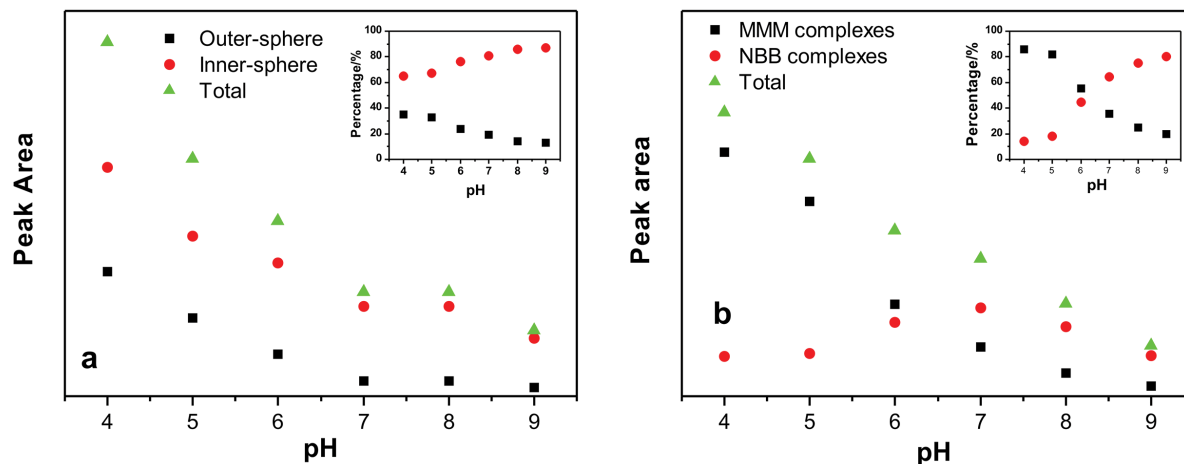 Outer-sphere
Inner-sphere
Total
Percentage/%
100
80
60
40
20
0
4 5 6 7 8 9
pH
Peak Area
a
4 5 6 7 8 9
pH
MMM complexes
NBB complexes
Total
Percentage/%
100
80
60
40
20
0
4 5 6 7 8 9
pH
Peak area
b
4 5 6 7 8 9
pH